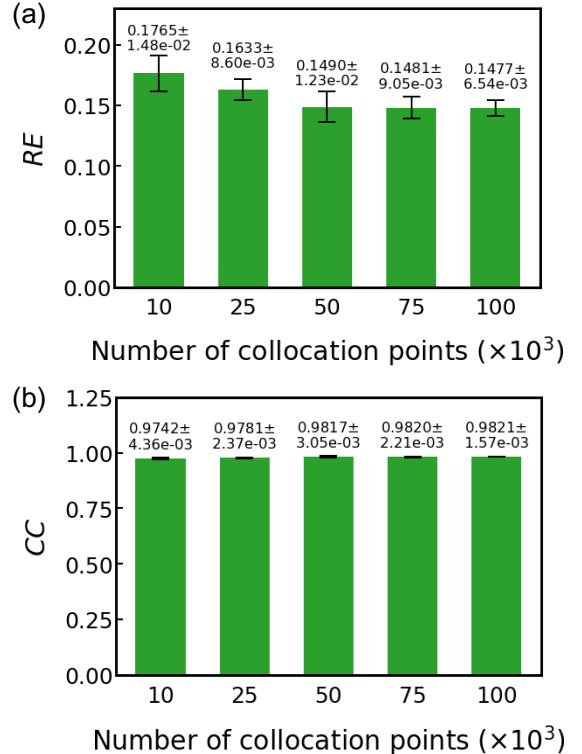 (a)
0.1765± 0.1633± 0.1490± 0.1481± 0.1477±
1.48e-02 8.60e-03 1.23e-02 9.05e-03 6.54e-03
0.20
0.15
0.10
0.05
0.00
RE
10 25 50 75 100
Number of collocation points (×10³)
(b)
1.25
0.9742± 0.9781± 0.9817± 0.9820± 0.9821±
4.36e-03 2.37e-03 3.05e-03 2.21e-03 1.57e-03
1.00
0.75
0.50
0.25
0.00
CC
10 25 50 75 100
Number of collocation points (×10³)